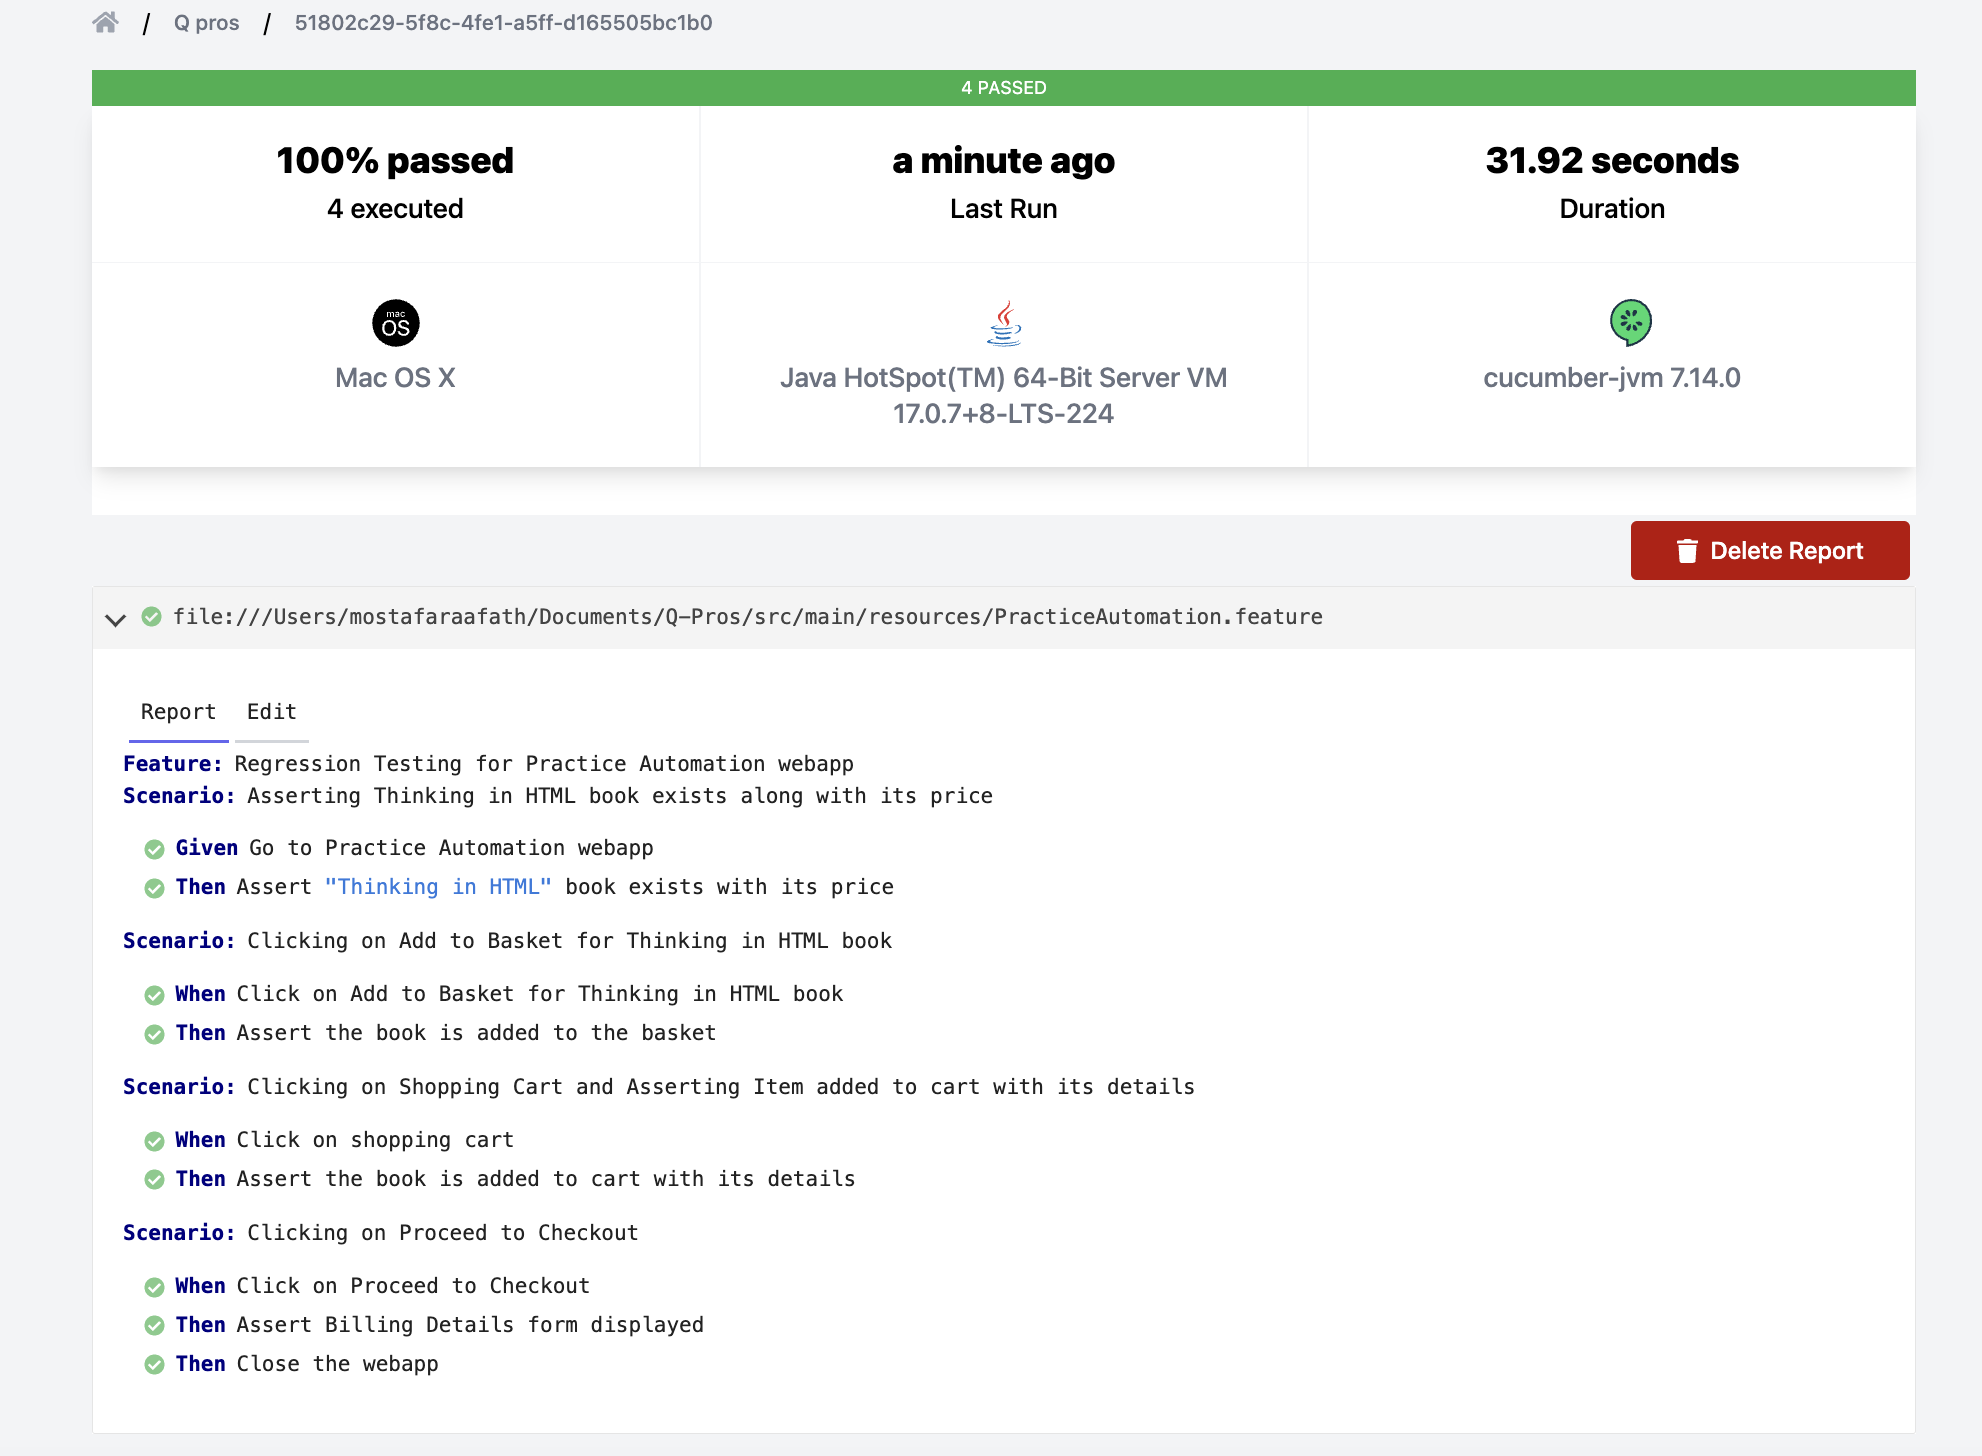 / Q pros / 51802c29-5f8c-4fe1-a5ff-d165505bc1b0
4 PASSED
100% passed
4 executed
a minute ago
Last Run
31.92 seconds
Duration
mac
OS
Mac OS X
Java HotSpot(TM) 64-Bit Server VM
17.0.7+8-LTS-224
cucumber-jvm 7.14.0
Delete Report
file:///Users/mostafaraafath/Documents/Q-Pros/src/main/resources/PracticeAutomation.feature
Report Edit
Feature: Regression Testing for Practice Automation webapp
Scenario: Asserting Thinking in HTML book exists along with its price
Given Go to Practice Automation webapp
Then Assert "Thinking in HTML" book exists with its price
Scenario: Clicking on Add to Basket for Thinking in HTML book
When Click on Add to Basket for Thinking in HTML book
Then Assert the book is added to the basket
Scenario: Clicking on Shopping Cart and Asserting Item added to cart with its details
When Click on shopping cart
Then Assert the book is added to cart with its details
Scenario: Clicking on Proceed to Checkout
When Click on Proceed to Checkout
Then Assert Billing Details form displayed
Then Close the webapp